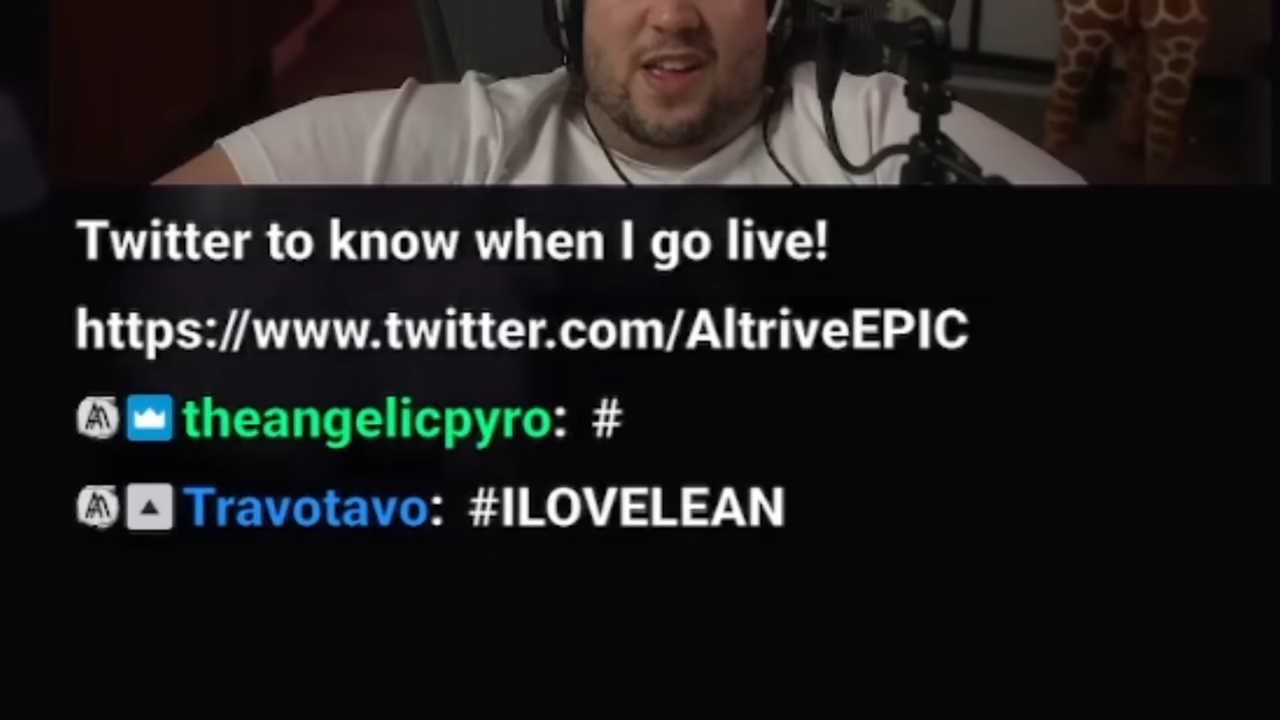 Twitter to know when I go live!
https://www.twitter.com/AltriveEPIC
theangelicpyro: #
Travotavo: #ILOVELEAN